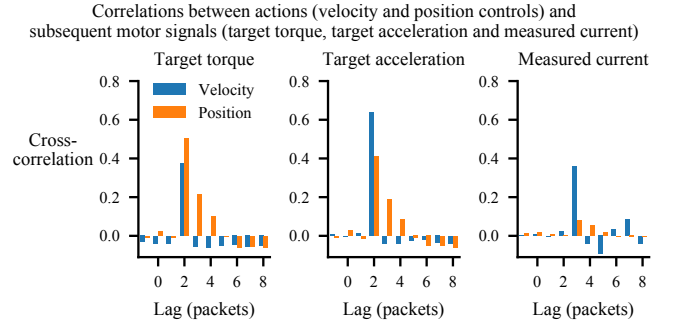 Correlations between actions (velocity and position controls) and
subsequent motor signals (target torque, target acceleration and measured current)
Target torque
Target acceleration
Measured current
Cross-
correlation
0.8
0.6
0.4
0.2
0.0
Velocity
Position
0 2 4 6 8
Lag (packets)
0.8
0.6
0.4
0.2
0.0
0 2 4 6 8
Lag (packets)
0.8
0.6
0.4
0.2
0.0
0 2 4 6 8
Lag (packets)